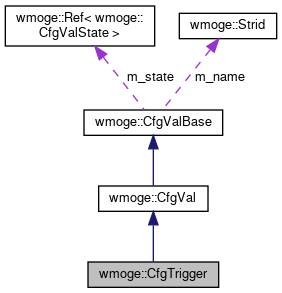 wmoge::Ref< wmoge::
CfgValState >
wmoge::Strid
m_state
m_name
wmoge::CfgValBase
wmoge::CfgVal
wmoge::CfgTrigger